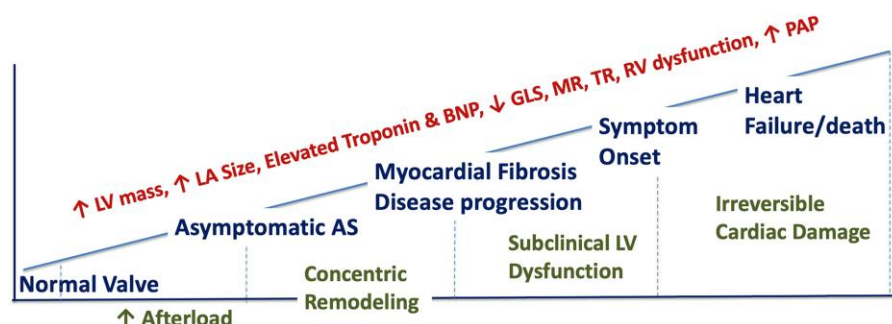 ↑ LV mass, ↑ LA Size, Elevated Troponin & BNP, ↓ GLS, MR, TR, RV dysfunction, ↑ PAP
Normal Valve
Asymptomatic AS
Myocardial Fibrosis
Disease progression
Symptom
Onset
Heart
Failure/death
↑ Afterload
Concentric
Remodeling
Subclinical LV
Dysfunction
Irreversible
Cardiac Damage